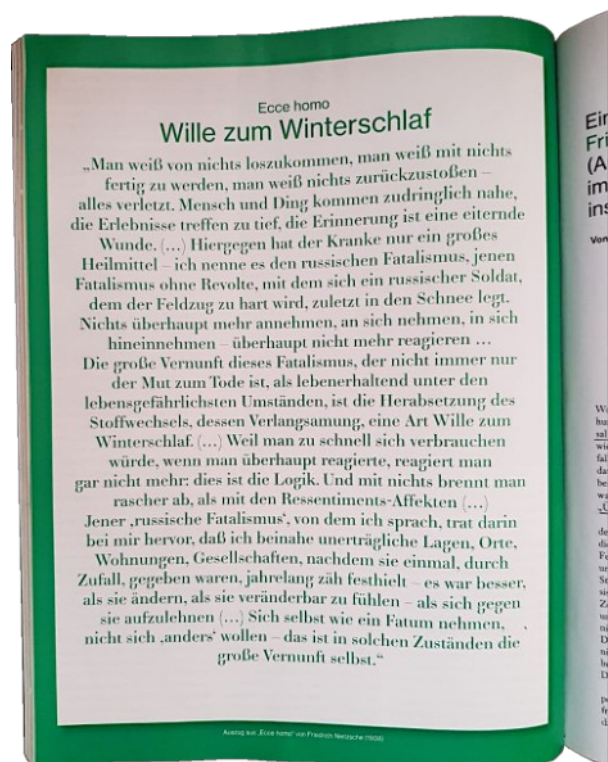 Ecce homo
Wille zum Winterschlaf
„Man weiß von nichts loszukommen, man weiß mit nichts
fertig zu werden, man weiß nichts zurückzustoßen –
alles verletzt. Mensch und Ding kommen zudringlich nahe,
die Erlebnisse treffen zu tief, die Erinnerung ist eine eiternde
Wunde. (…) Hiergegen hat der Kranke nur ein großes
Heilmittel – ich nenne es den russischen Fatalismus, jenen
Fatalismus ohne Revolte, mit dem sich ein russischer Soldat,
dem der Feldzug zu hart wird, zuletzt in den Schnee legt.
Nichts überhaupt mehr annehmen, an sich nehmen, in sich
hineinnehmen – überhaupt nicht mehr reagieren …
Die große Vernunft dieses Fatalismus, der nicht immer nur
der Mut zum Tode ist, als lebenerhaltend unter den
lebensgefährlichsten Umständen, ist die Herabsetzung des
Stoffwechsels, dessen Verlangsamung, eine Art Wille zum
Winterschlaf. (…) Weil man zu schnell sich verbrauchen
würde, wenn man überhaupt reagierte, reagiert man
gar nicht mehr: dies ist die Logik. Und mit nichts brennt man
rascher ab, als mit den Ressentiments-Affekten (…)
Jener ‚russische Fatalismus‘, von dem ich sprach, trat darin
bei mir hervor, daß ich beinahe unerträgliche Lagen, Orte,
Wohnungen, Gesellschaften, nachdem sie einmal, durch
Zufall, gegeben waren, jahrelang zäh festhielt – es war besser,
als sie ändern, als sie veränderbar zu fühlen – als sich gegen
sie aufzulehnen (…) Sich selbst wie ein Fatum nehmen,
nicht sich ‚anders‘ wollen – das ist in solchen Zuständen die
große Vernunft selbst.“
Auszug aus „Ecce homo“ von Friedrich Nietzsche (1908)
Von